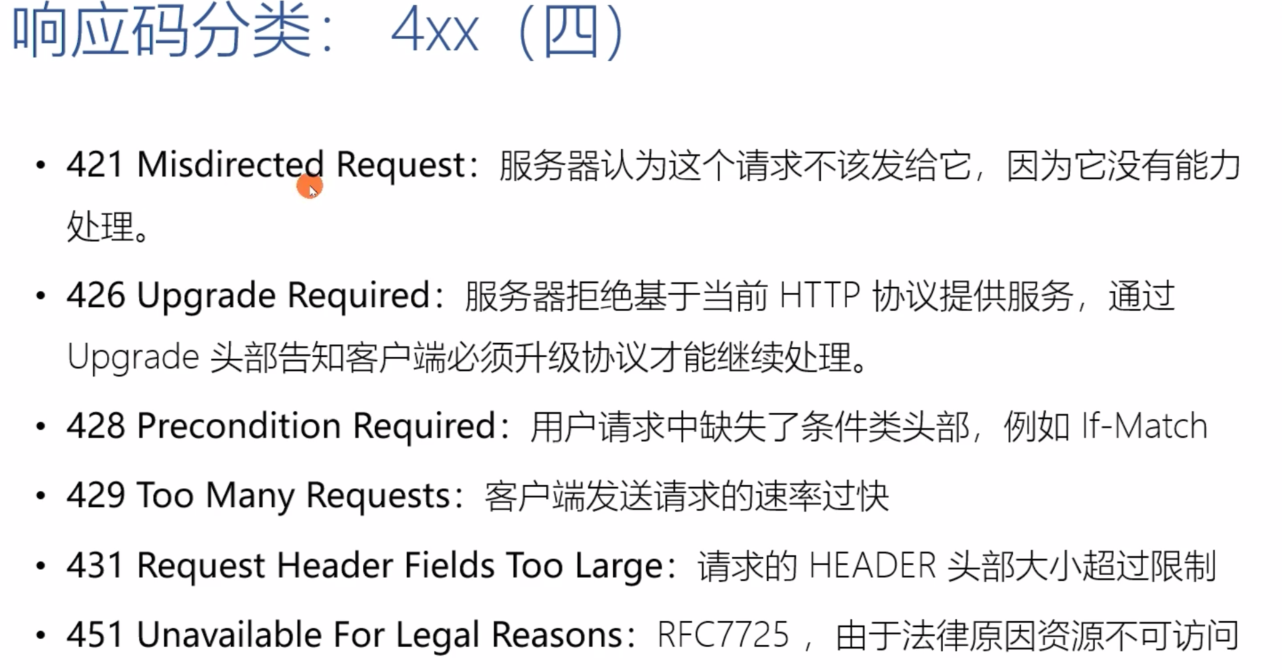 响应码分类： 4xx（四）
• 421 Misdirected Request：服务器认为这个请求不该发给它，因为它没有能力
处理。
• 426 Upgrade Required：服务器拒绝基于当前 HTTP 协议提供服务，通过
Upgrade 头部告知客户端必须升级协议才能继续处理。
• 428 Precondition Required：用户请求中缺失了条件类头部，例如 If-Match
• 429 Too Many Requests：客户端发送请求的速率过快
• 431 Request Header Fields Too Large：请求的 HEADER 头部大小超过限制
• 451 Unavailable For Legal Reasons：RFC7725 ，由于法律原因资源不可访问